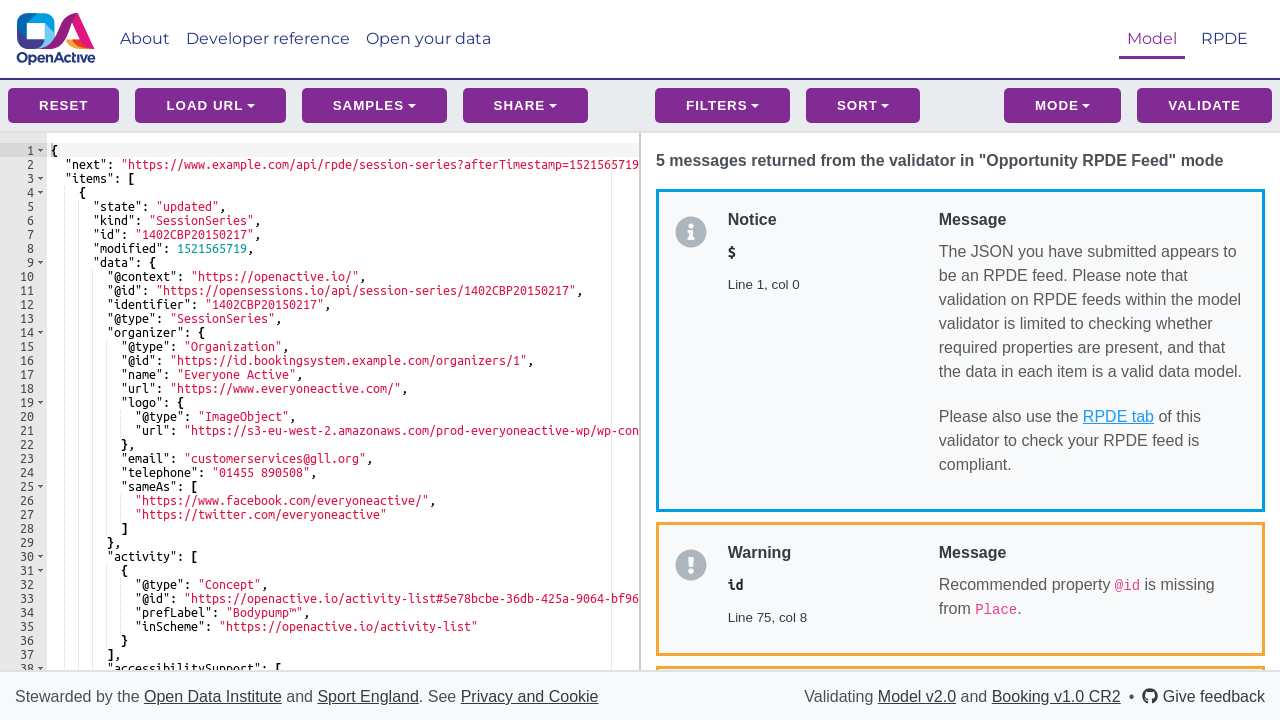 OpenActive
About Developer reference Open your data Model RPDE
RESET LOAD URL SAMPLES SHARE FILTERS SORT MODE VALIDATE
1 {
2 "next": "https://www.example.com/api/rpde/session-series?afterTimestamp=1521565719
3 "items": [
4 {
5 "state": "updated",
6 "kind": "SessionSeries",
7 "id": "1402CBP20150217",
8 "modified": 1521565719,
9 "data": {
10 "@context": "https://openactive.io/",
11 "@id": "https://opensessions.io/api/session-series/1402CBP20150217",
12 "identifier": "1402CBP20150217",
13 "@type": "SessionSeries",
14 "organizer": {
15 "@type": "Organization",
16 "@id": "https://id.bookingsystem.example.com/organizers/1",
17 "name": "Everyone Active",
18 "url": "https://www.everyoneactive.com/",
19 "logo": {
20 "@type": "ImageObject",
21 "url": "https://s3-eu-west-2.amazonaws.com/prod-everyoneactive-wp/wp-con
22 },
23 "email": "customerservices@gll.org",
24 "telephone": "01455 890508",
25 "sameAs": [
26 "https://www.facebook.com/everyoneactive/",
27 "https://twitter.com/everyoneactive"
28 ]
29 },
30 "activity": [
31 {
32 "@type": "Concept",
33 "@id": "https://openactive.io/activity-list#5e78bcbe-36db-425a-9064-bf96
34 "prefLabel": "Bodypump™",
35 "inScheme": "https://openactive.io/activity-list"
36 }
37 ],
38 "accessibilitySupport": [
5 messages returned from the validator in "Opportunity RPDE Feed" mode
Notice
$
Line 1, col 0
Message
The JSON you have submitted appears to
be an RPDE feed. Please note that
validation on RPDE feeds within the model
validator is limited to checking whether
required properties are present, and that
the data in each item is a valid data model.
Please also use the RPDE tab of this
validator to check your RPDE feed is
compliant.
Warning
id
Line 75, col 8
Message
Recommended property @id is missing
from Place.
Stewarded by the Open Data Institute and Sport England. See Privacy and Cookie
Validating Model v2.0 and Booking v1.0 CR2 • Give feedback